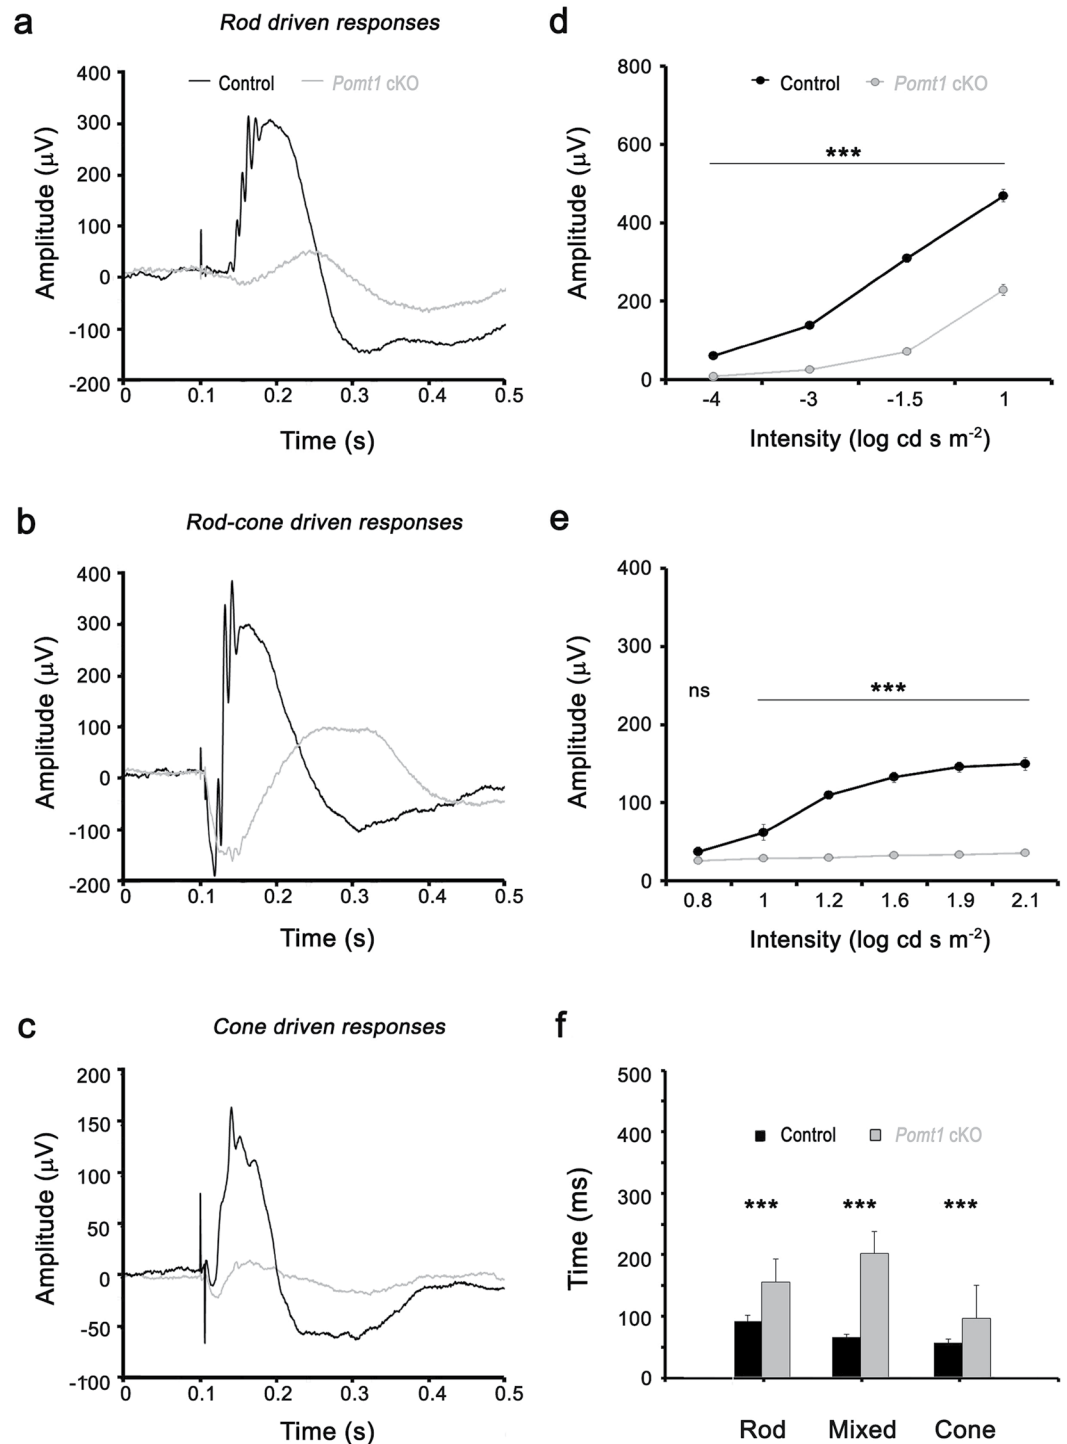 a
Rod driven responses
Control
Pomt1 cKO
400
300
200
100
0
-100
-200
Amplitude (μV)
0 0.1 0.2 0.3 0.4 0.5
Time (s)
d
Control
Pomt1 cKO
***
800
600
400
200
0
Amplitude (μV)
-4 -3 -1.5 1
Intensity (log cd s m-2)
b
Rod-cone driven responses
400
300
200
100
0
-100
-200
Amplitude (μV)
0 0.1 0.2 0.3 0.4 0.5
Time (s)
e
400
300
200
100
0
Amplitude (μV)
ns
***
0.8 1 1.2 1.6 1.9 2.1
Intensity (log cd s m-2)
c
Cone driven responses
200
150
100
50
0
-50
-100
Amplitude (μV)
0 0.1 0.2 0.3 0.4 0.5
Time (s)
f
Control
Pomt1 cKO
500
400
300
200
100
0
Time (ms)
*** *** ***
Rod Mixed Cone